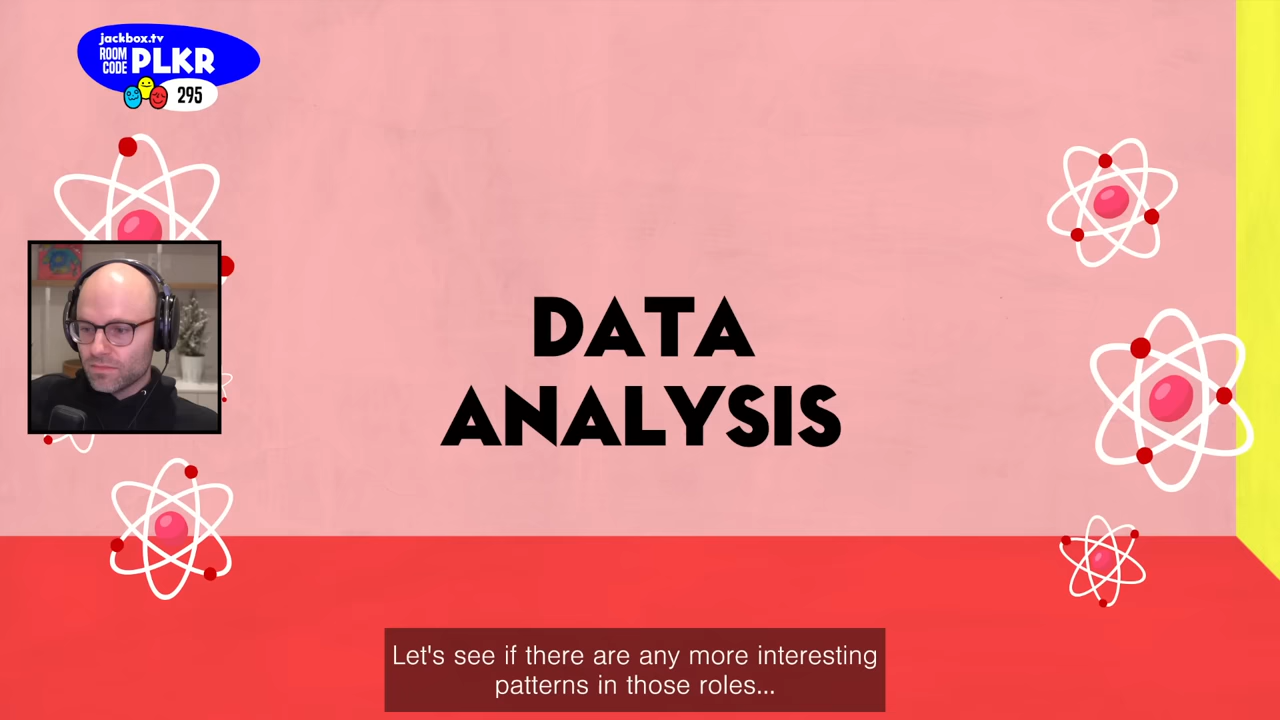 jackbox.tv
ROOM CODE PLKR
295
DATA
ANALYSIS
Let's see if there are any more interesting
patterns in those roles...